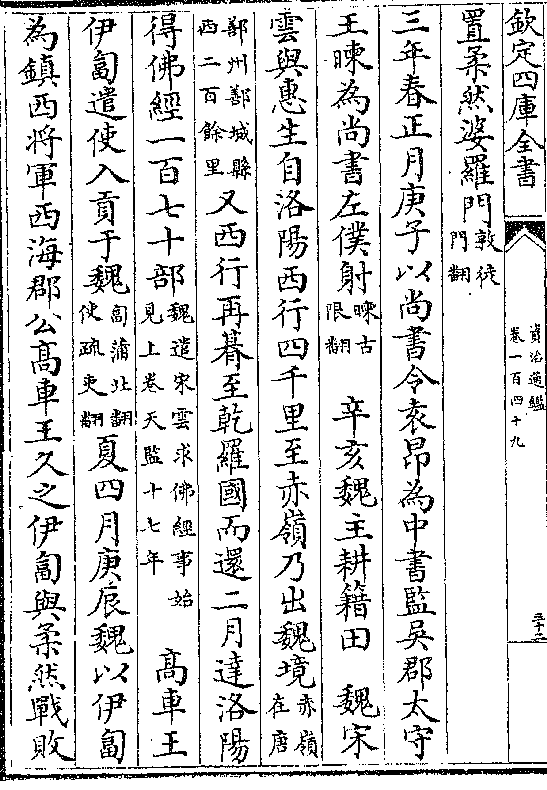 欽定四庫全書
資治通鑑
卷一百四十九
置柔然婆羅門敦徒
門翻
三年春正月庚子以尚書令袁昂為中書監吳郡太守
王暕為尚書左僕射暕古
限翻辛亥魏主耕籍田　魏宋
雲與惠生自洛陽西行四千里至赤嶺乃出魏境赤嶺
在唐
鄯州鄯城縣
西二百餘里又西行再朞至乾羅國而還二月達洛陽
得佛經一百七十部魏遣宋雲求佛經事始
見上卷天監十七年　高車王
伊匐遣使入貢于魏匐蒲北翻
使疏吏翻夏四月庚辰魏以伊匐
為鎮西將軍西海郡公高車王久之伊匐與柔然戰敗